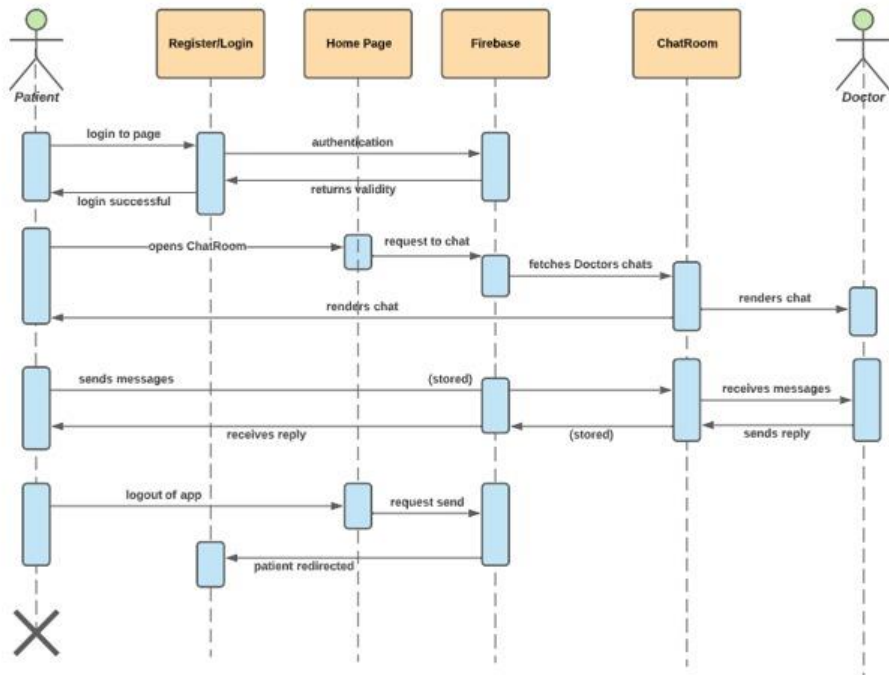 Register/Login
Home Page
Firebase
ChatRoom
Patient
Doctor
login to page
authentication
returns validity
login successful
opens ChatRoom
request to chat
fetches Doctors chats
renders chat
renders chat
sends messages
(stored)
receives messages
receives reply
(stored)
sends reply
logout of app
request send
patient redirected